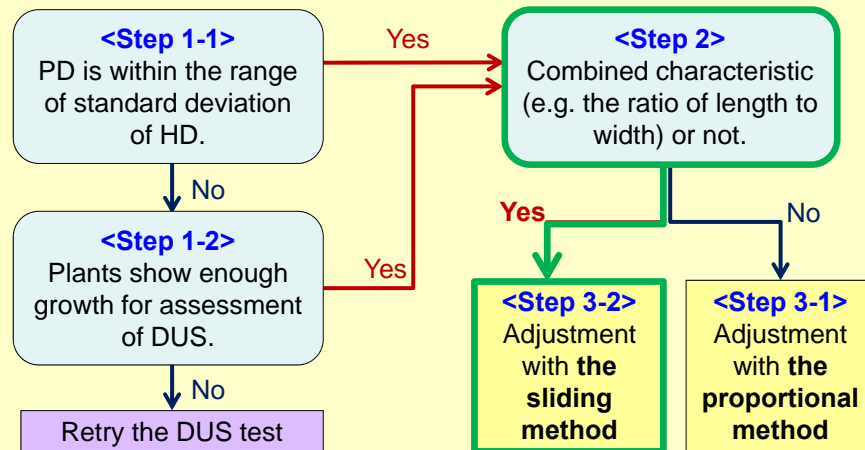 <Step 1-1>
PD is within the range
of standard deviation
of HD.
Yes
<Step 2>
Combined characteristic
(e.g. the ratio of length to
width) or not.
No
<Step 1-2>
Plants show enough
growth for assessment
of DUS.
Yes
Yes
No
<Step 3-2>
Adjustment
with the
sliding
method
<Step 3-1>
Adjustment
with the
proportional
method
No
Retry the DUS test